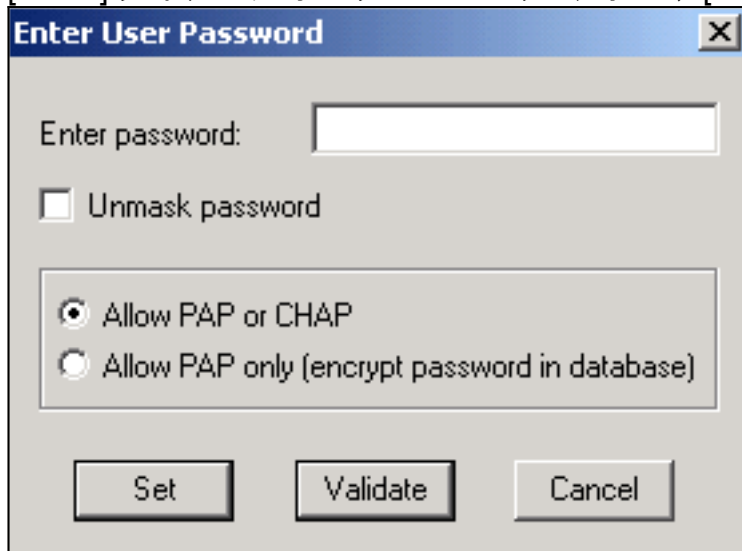 Enter User Password
Enter password:
Unmask password
Allow PAP or CHAP
Allow PAP only (encrypt password in database)
Set Validate Cancel